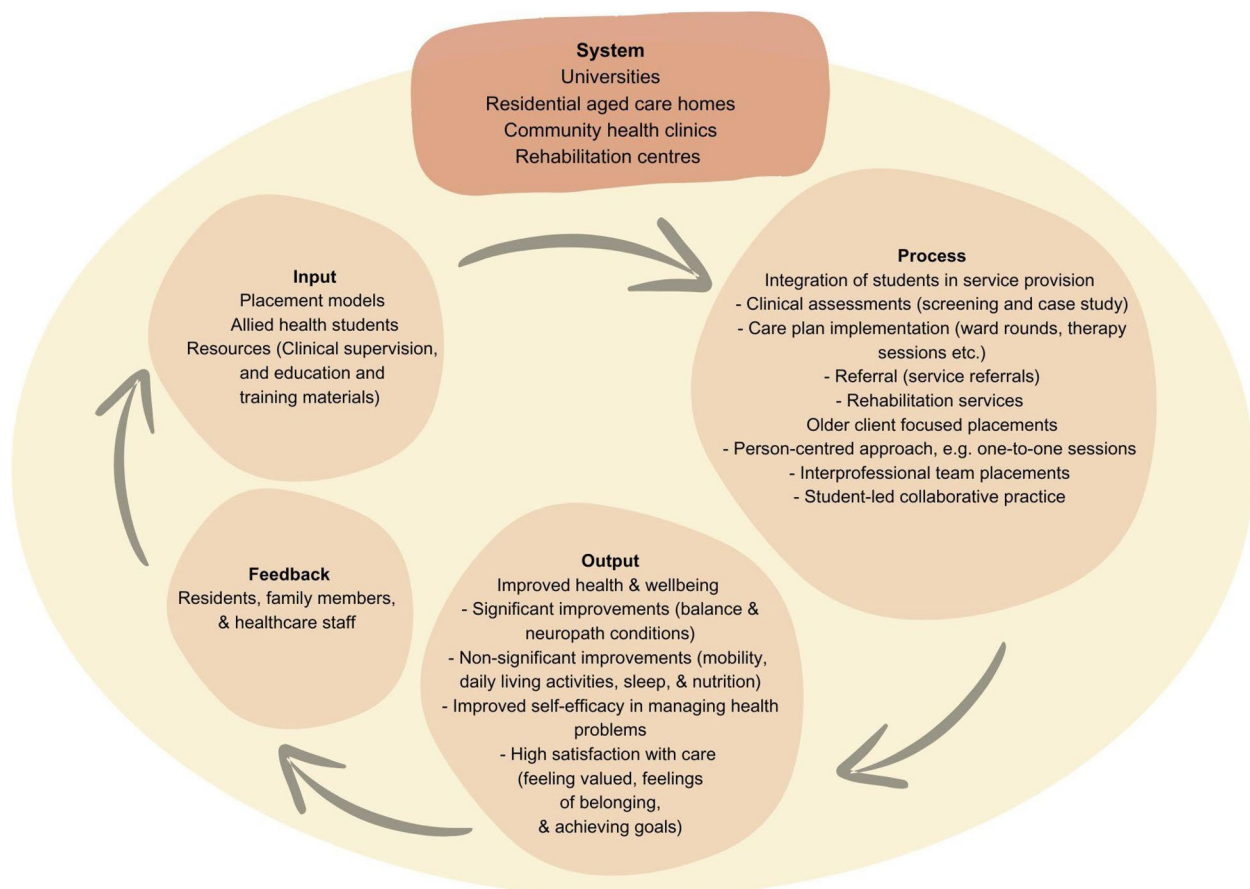 System
Universities
Residential aged care homes
Community health clinics
Rehabilitation centres
Input
Placement models
Allied health students
Resources (Clinical supervision,
and education and
training materials)
Process
Integration of students in service provision
- Clinical assessments (screening and case study)
- Care plan implementation (ward rounds, therapy
sessions etc.)
- Referral (service referrals)
- Rehabilitation services
Older client focused placements
- Person-centred approach, e.g. one-to-one sessions
- Interprofessional team placements
- Student-led collaborative practice
Output
Improved health & wellbeing
- Significant improvements (balance &
neuropath conditions)
- Non-significant improvements (mobility,
daily living activities, sleep, & nutrition)
- Improved self-efficacy in managing health
problems
- High satisfaction with care
(feeling valued, feelings
of belonging,
& achieving goals)
Feedback
Residents, family members,
& healthcare staff